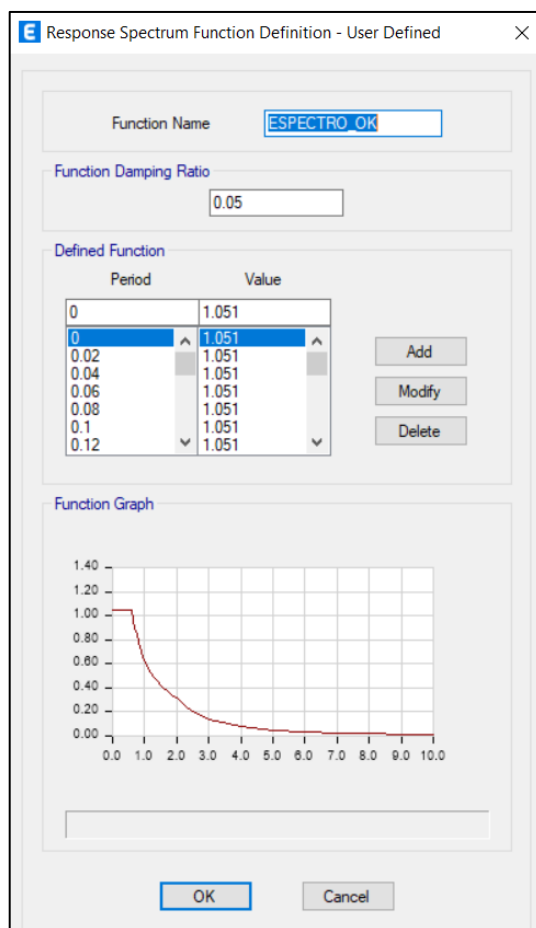 E Response Spectrum Function Definition - User Defined
Function Name ESPECTRO_OK
Function Damping Ratio
0.05
Defined Function
Period Value
0 1.051
0 1.051
0.02 1.051
0.04 1.051
0.06 1.051
0.08 1.051
0.1 1.051
0.12 1.051
Add
Modify
Delete
Function Graph
1.40
1.20
1.00
0.80
0.60
0.40
0.20
0.00
0.0 1.0 2.0 3.0 4.0 5.0 6.0 7.0 8.0 9.0 10.0
OK Cancel